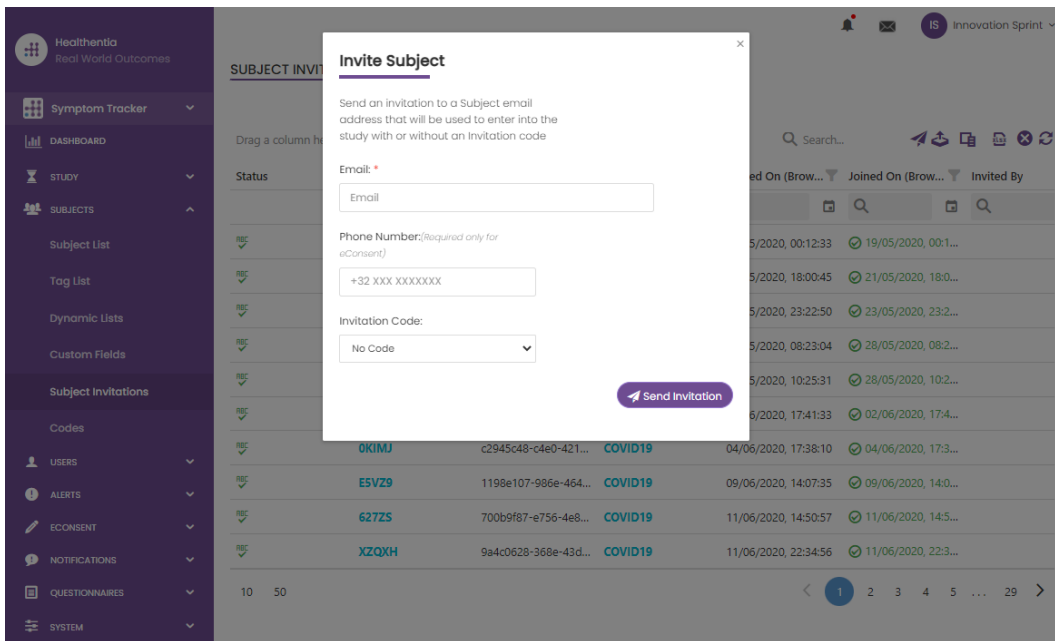 Healthentia
Real World Outcomes
IS Innovation Sprint
Symptom Tracker
DASHBOARD
STUDY
SUBJECTS
Subject List
Tag List
Dynamic Lists
Custom Fields
Subject Invitations
Codes
USERS
ALERTS
ECONSENT
NOTIFICATIONS
QUESTIONNAIRES
SYSTEM
SUBJECT INVIT
Drag a column he
Search...
Status
ed On (Brow...
Joined On (Brow...
Invited By
5/2020, 00:12:33 19/05/2020, 00:1...
5/2020, 18:00:45 21/05/2020, 18:0...
5/2020, 23:22:50 23/05/2020, 23:2...
5/2020, 08:23:04 28/05/2020, 08:2...
5/2020, 10:25:31 28/05/2020, 10:2...
6/2020, 17:41:33 02/06/2020, 17:4...
0KIMJ c2945c48-c4e0-421... COVID19 04/06/2020, 17:38:10 04/06/2020, 17:3...
E5VZ9 1198e107-986e-464... COVID19 09/06/2020, 14:07:35 09/06/2020, 14:0...
627ZS 700b9f87-e756-4e8... COVID19 11/06/2020, 14:50:57 11/06/2020, 14:5...
XZQXH 9a4c0628-368e-43d... COVID19 11/06/2020, 22:34:56 11/06/2020, 22:3...
10 50
1 2 3 4 5 ... 29
Invite Subject
×
Send an invitation to a Subject email
address that will be used to enter into the
study with or without an Invitation code
Email: *
Email
Phone Number:(Required only for
eConsent)
+32 XXX XXXXXXX
Invitation Code:
No Code
Send Invitation